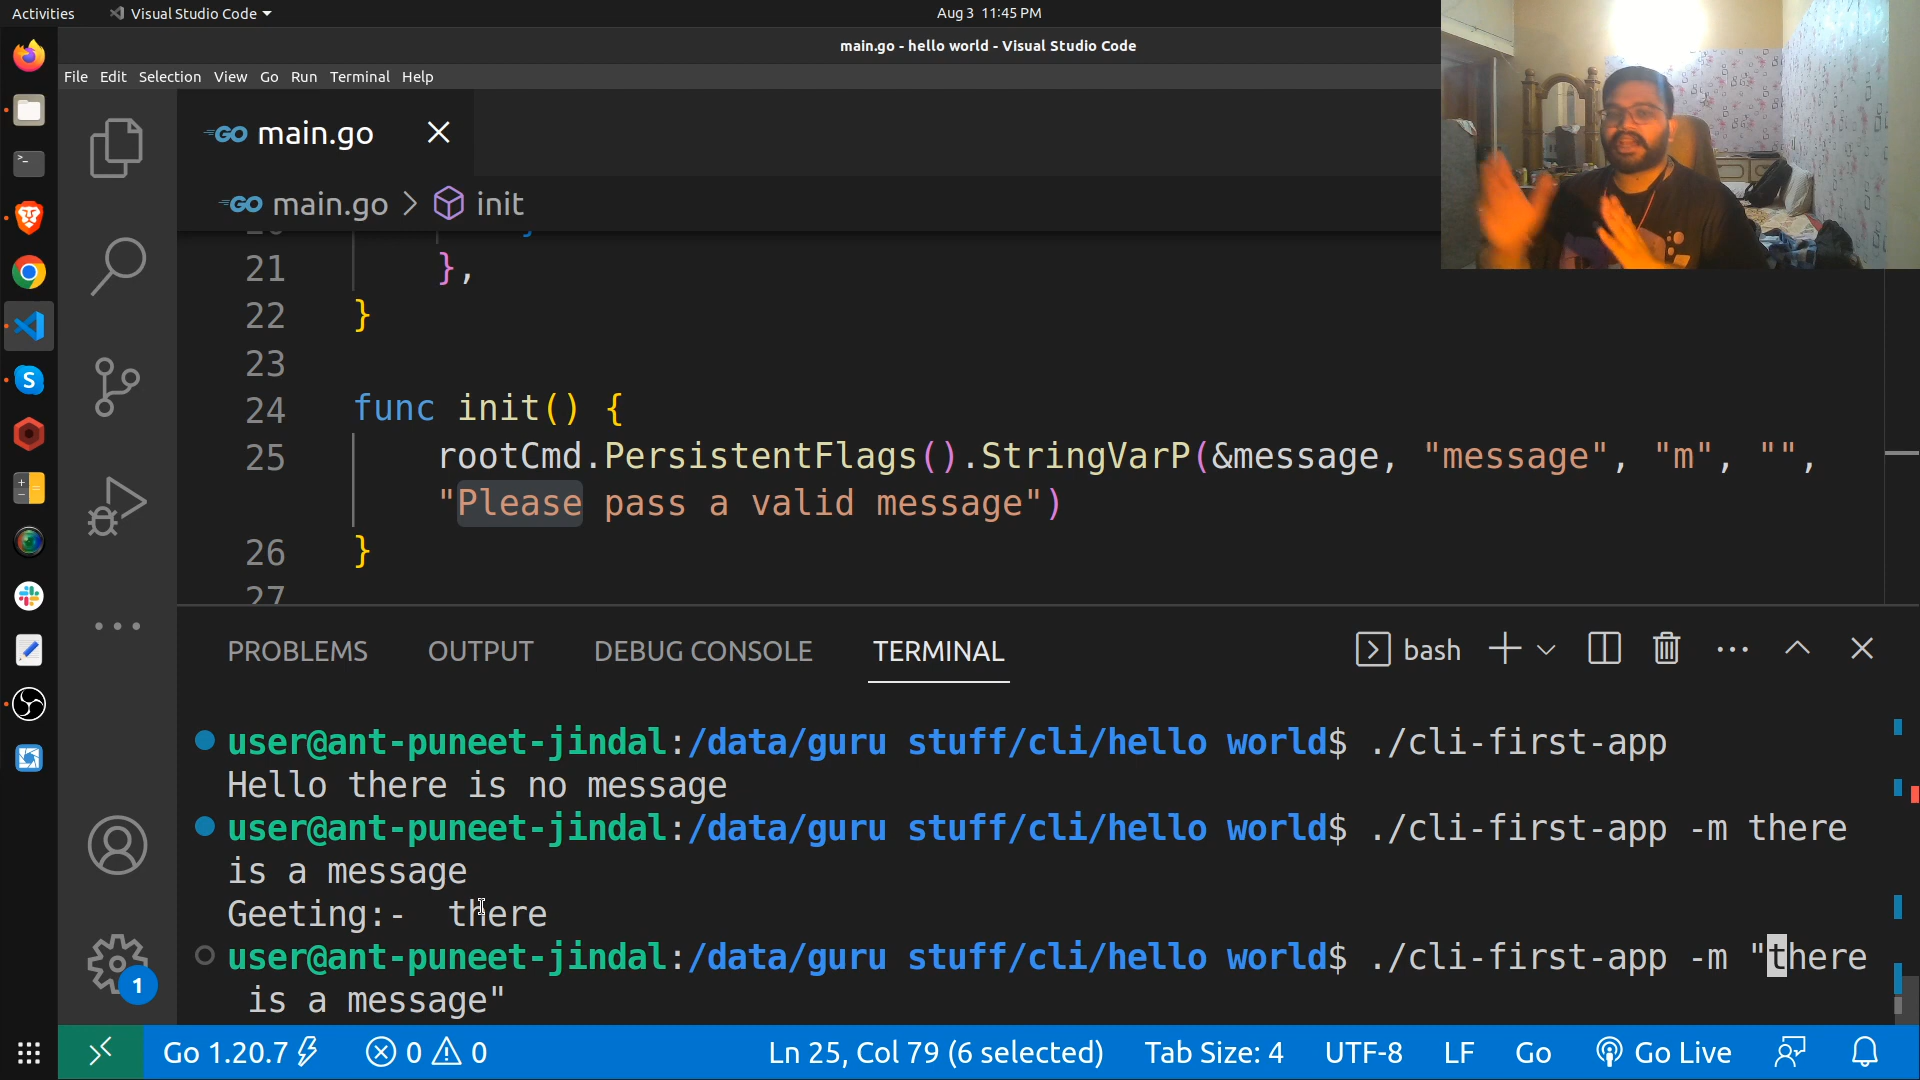 Activities Visual Studio Code Aug 3 11:45 PM
main.go - hello world - Visual Studio Code
File Edit Selection View Go Run Terminal Help
GO main.go
GO main.go > init
21 },
22 }
23
24 func init() {
25 rootCmd.PersistentFlags().StringVarP(&message, "message", "m", "",
"Please pass a valid message")
26 }
27
PROBLEMS OUTPUT DEBUG CONSOLE TERMINAL bash
user@ant-puneet-jindal:/data/guru stuff/cli/hello world$ ./cli-first-app
Hello there is no message
user@ant-puneet-jindal:/data/guru stuff/cli/hello world$ ./cli-first-app -m there
is a message
Geeting:-  there
user@ant-puneet-jindal:/data/guru stuff/cli/hello world$ ./cli-first-app -m "there
is a message"
1
Go 1.20.7 0 0 Ln 25, Col 79 (6 selected) Tab Size: 4 UTF-8 LF Go Go Live